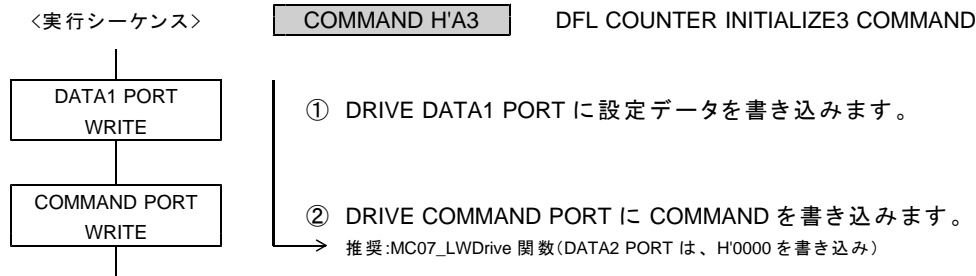 <実行シーケンス>
COMMAND H'A3
DFL COUNTER INITIALIZE3 COMMAND
DATA1 PORT
WRITE
① DRIVE DATA1 PORT に設定データを書き込みます。
COMMAND PORT
WRITE
② DRIVE COMMAND PORT に COMMAND を書き込みます。
推奨:MC07_LWDrive 関数(DATA2 PORT は、H'0000 を書き込み)